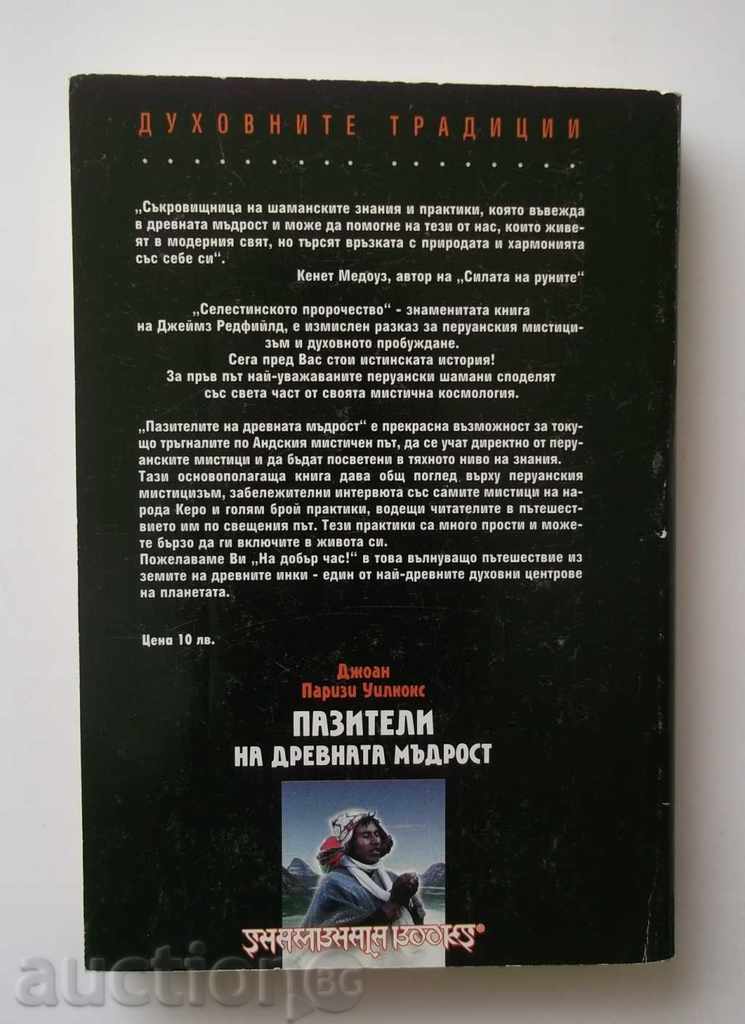 ДУХОВНИТЕ ТРАДИЦИИ
„Съкровищница на шаманските знания и практики, която въвежда
в древната мъдрост и може да помогне на тези от нас, които живе-
ят в модерния свят, но търсят връзката с природата и хармонията
със себе си“.
Кенет Медоуз, автор на „Силата на руните“
„Селестинското пророчество“ - знаменитата книга
на Джеймз Редфийлд, е измислен разказ за перуанския мистици-
зъм и духовното пробуждане.
Сега пред Вас стои истинската история!
За пръв път най-уважаваните перуански шамани споделят
със света част от своята мистична космология.
„Пазителите на древната мъдрост“ е прекрасна възможност за току-
що тръгналите по Андския мистичен път, да се учат директно от перу-
анските мистици и да бъдат посветени в тяхното ниво на знания.
Тази основополагаща книга дава общ поглед върху перуанския
мистицизъм, забележителни интервюта със самите мистици на на-
рода Керо и голям брой практики, водещи читателите в пътешест-
вието им по свещения път. Тези практики са много прости и може-
те бързо да ги включите в живота си.
Пожелаваме Ви „На добър час!“ в това вълнуващо пътешествие из
земите на древните инки - един от най-древните духовни центрове
на планетата.
Цена 10 лв.
Джоан
Паризи Уилкокс
ПАЗИТЕЛИ
НА ДРЕВНАТА МЪДРОСТ
auction BG